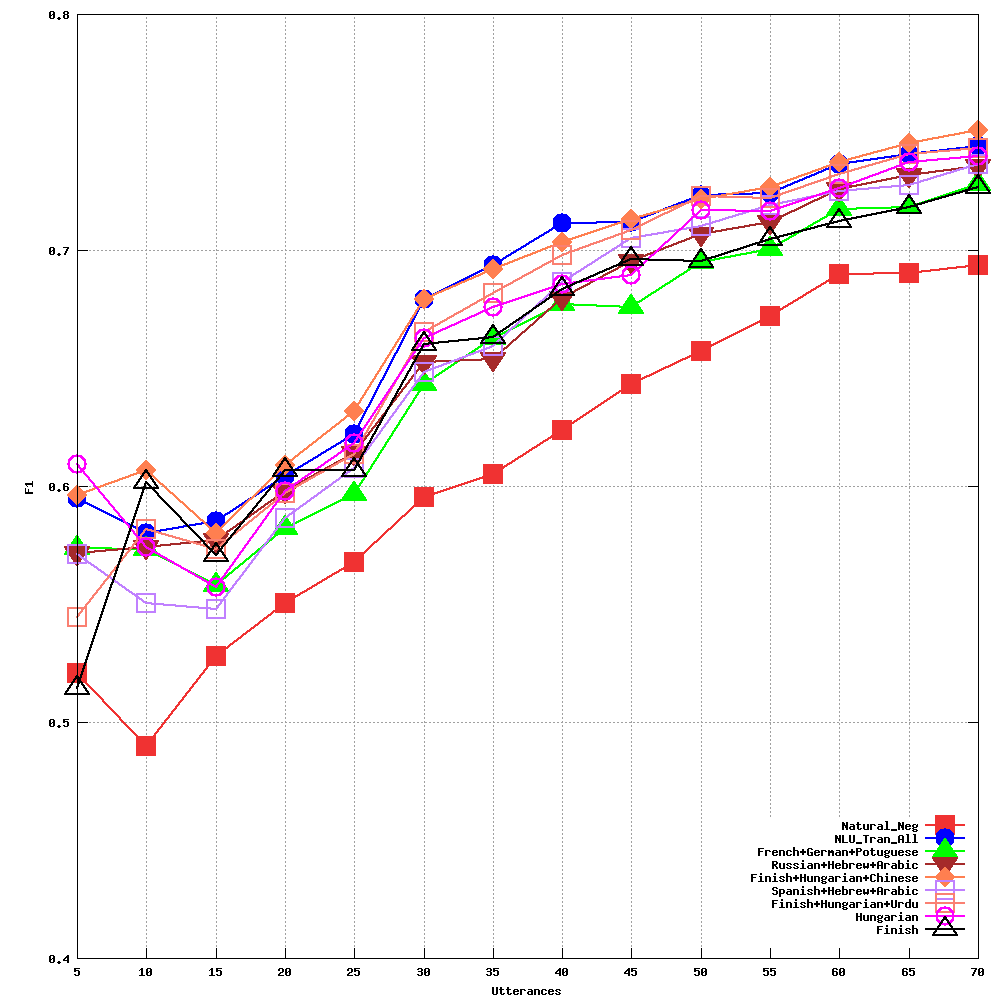 0.8
0.7
0.6
0.5
0.4
F1
5 10 15 20 25 30 35 40 45 50 55 60 65 70
Utterances
Natural_Neg
NLU_Tran_All
French+German+Potuguese
Russian+Hebrew+Arabic
Finish+Hungarian+Chinese
Spanish+Hebrew+Arabic
Finish+Hungarian+Urdu
Hungarian
Finish